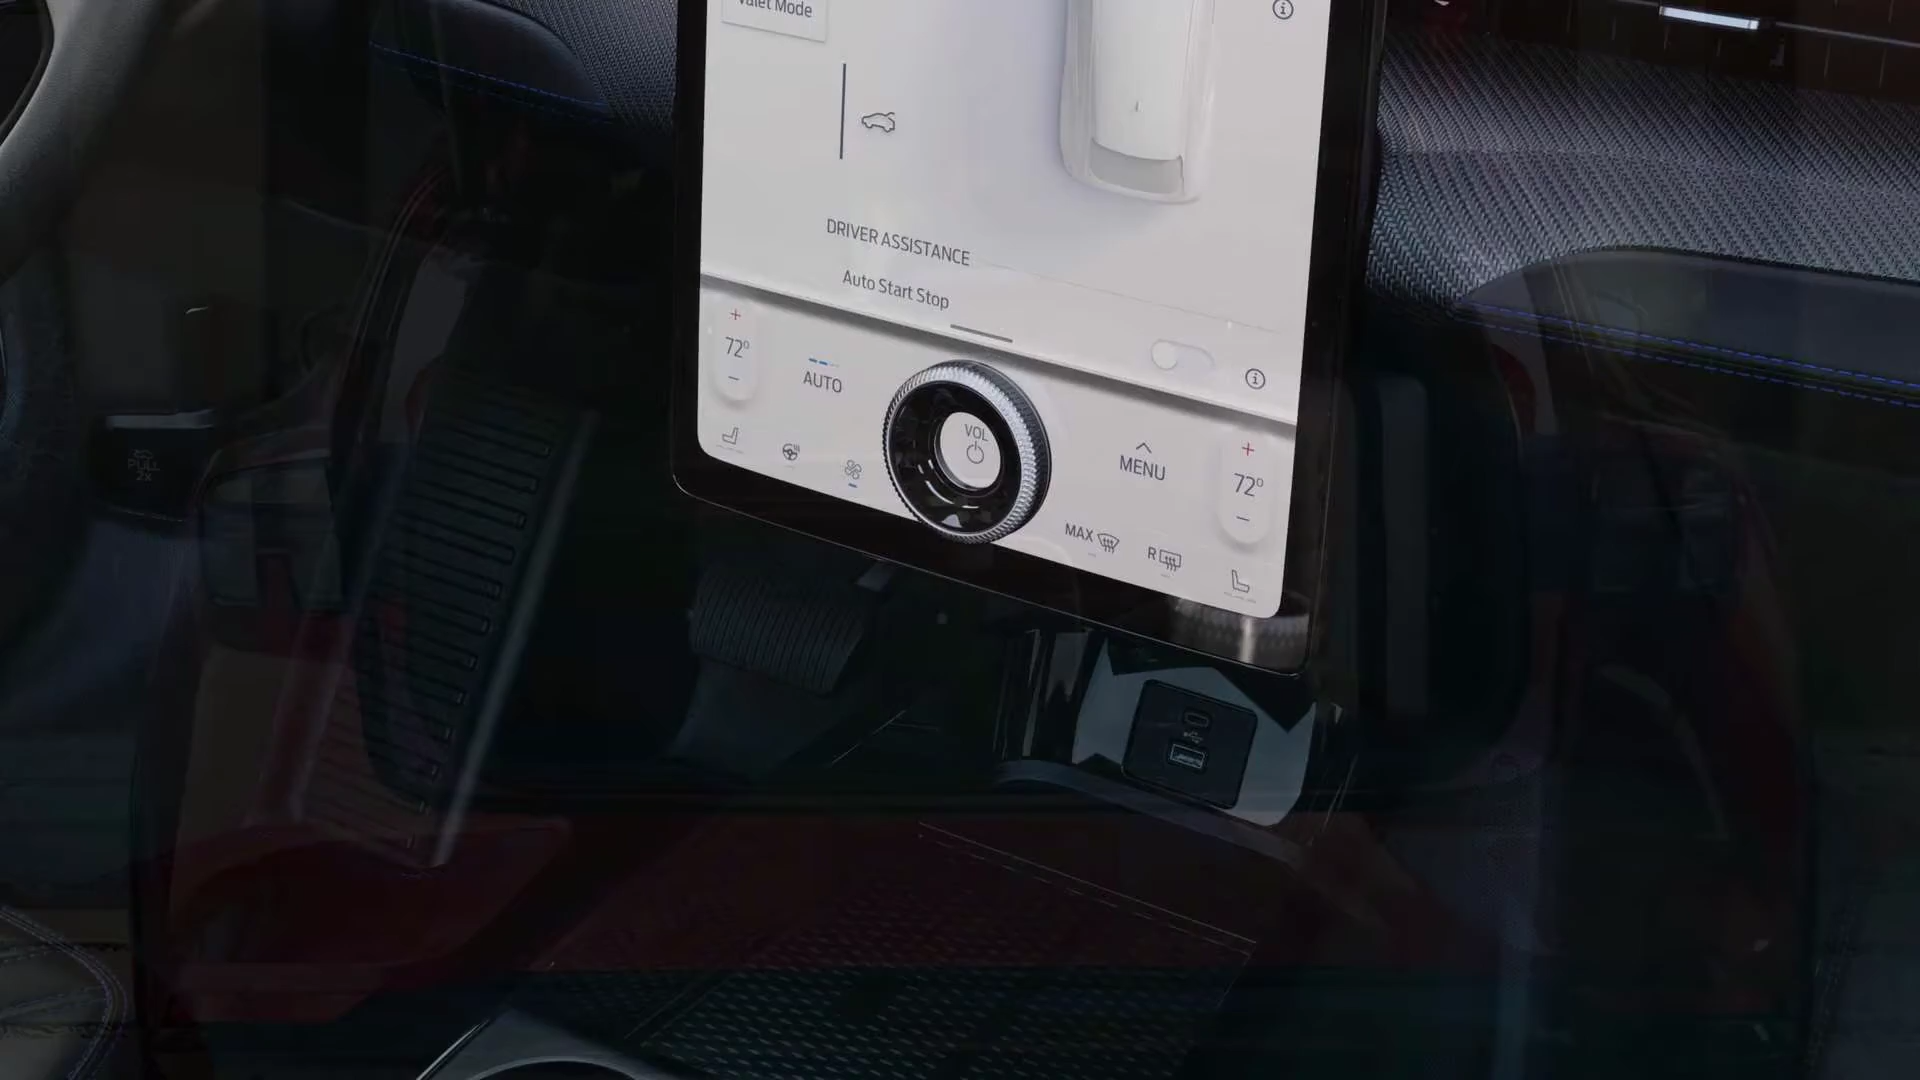 Valet Mode
DRIVER ASSISTANCE
Auto Start Stop
+
72°
−
AUTO
VOL
MENU
+
72°
−
MAX
R
PULL
2x